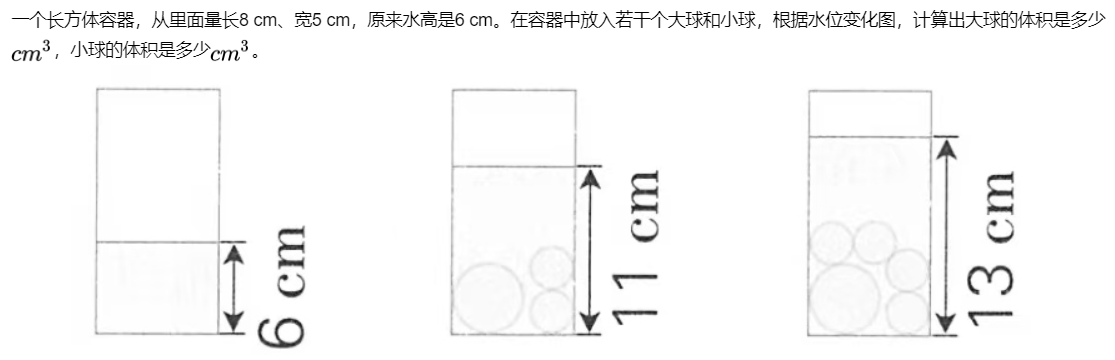 一个长方体容器，从里面量长8 cm、宽5 cm，原来水高是6 cm。在容器中放入若干个大球和小球，根据水位变化图，计算出大球的体积是多少
cm³，小球的体积是多少cm³。
6 cm
11 cm
13 cm